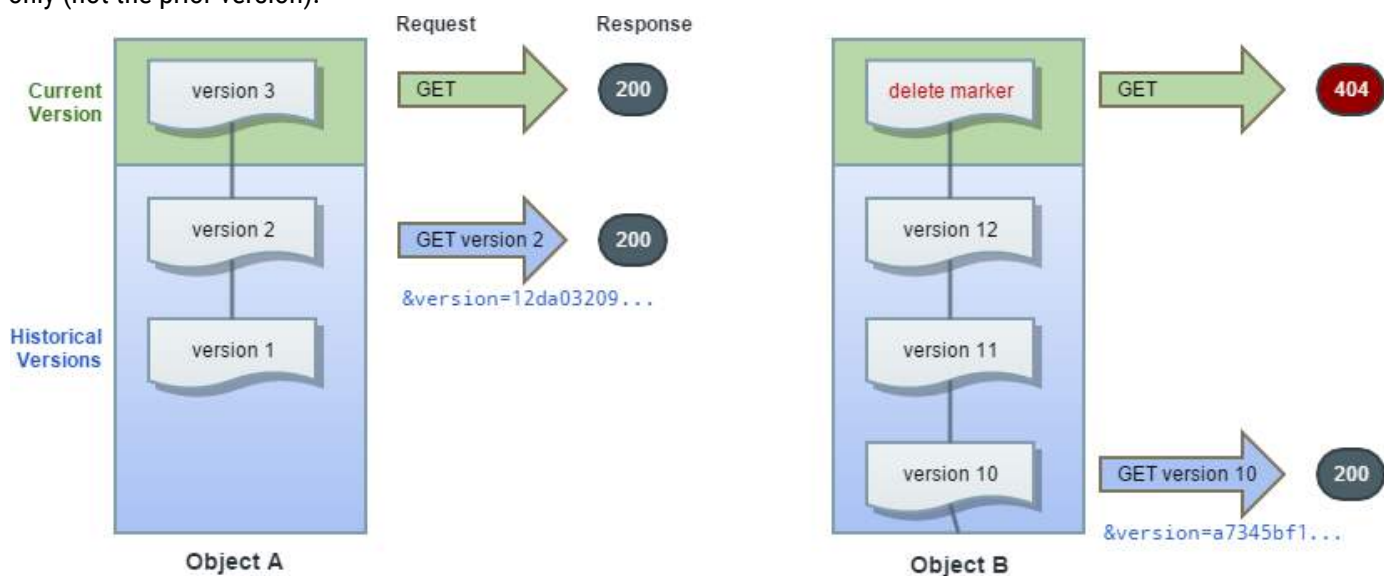 only (not the prior version).
Request
Response
Current
Version
version 3
GET
200
version 2
GET version 2
200
&version=12da03209...
Historical
Versions
version 1
Object A
delete marker
GET
404
version 12
version 11
version 10
GET version 10
200
&version=a7345bf1...
Object B